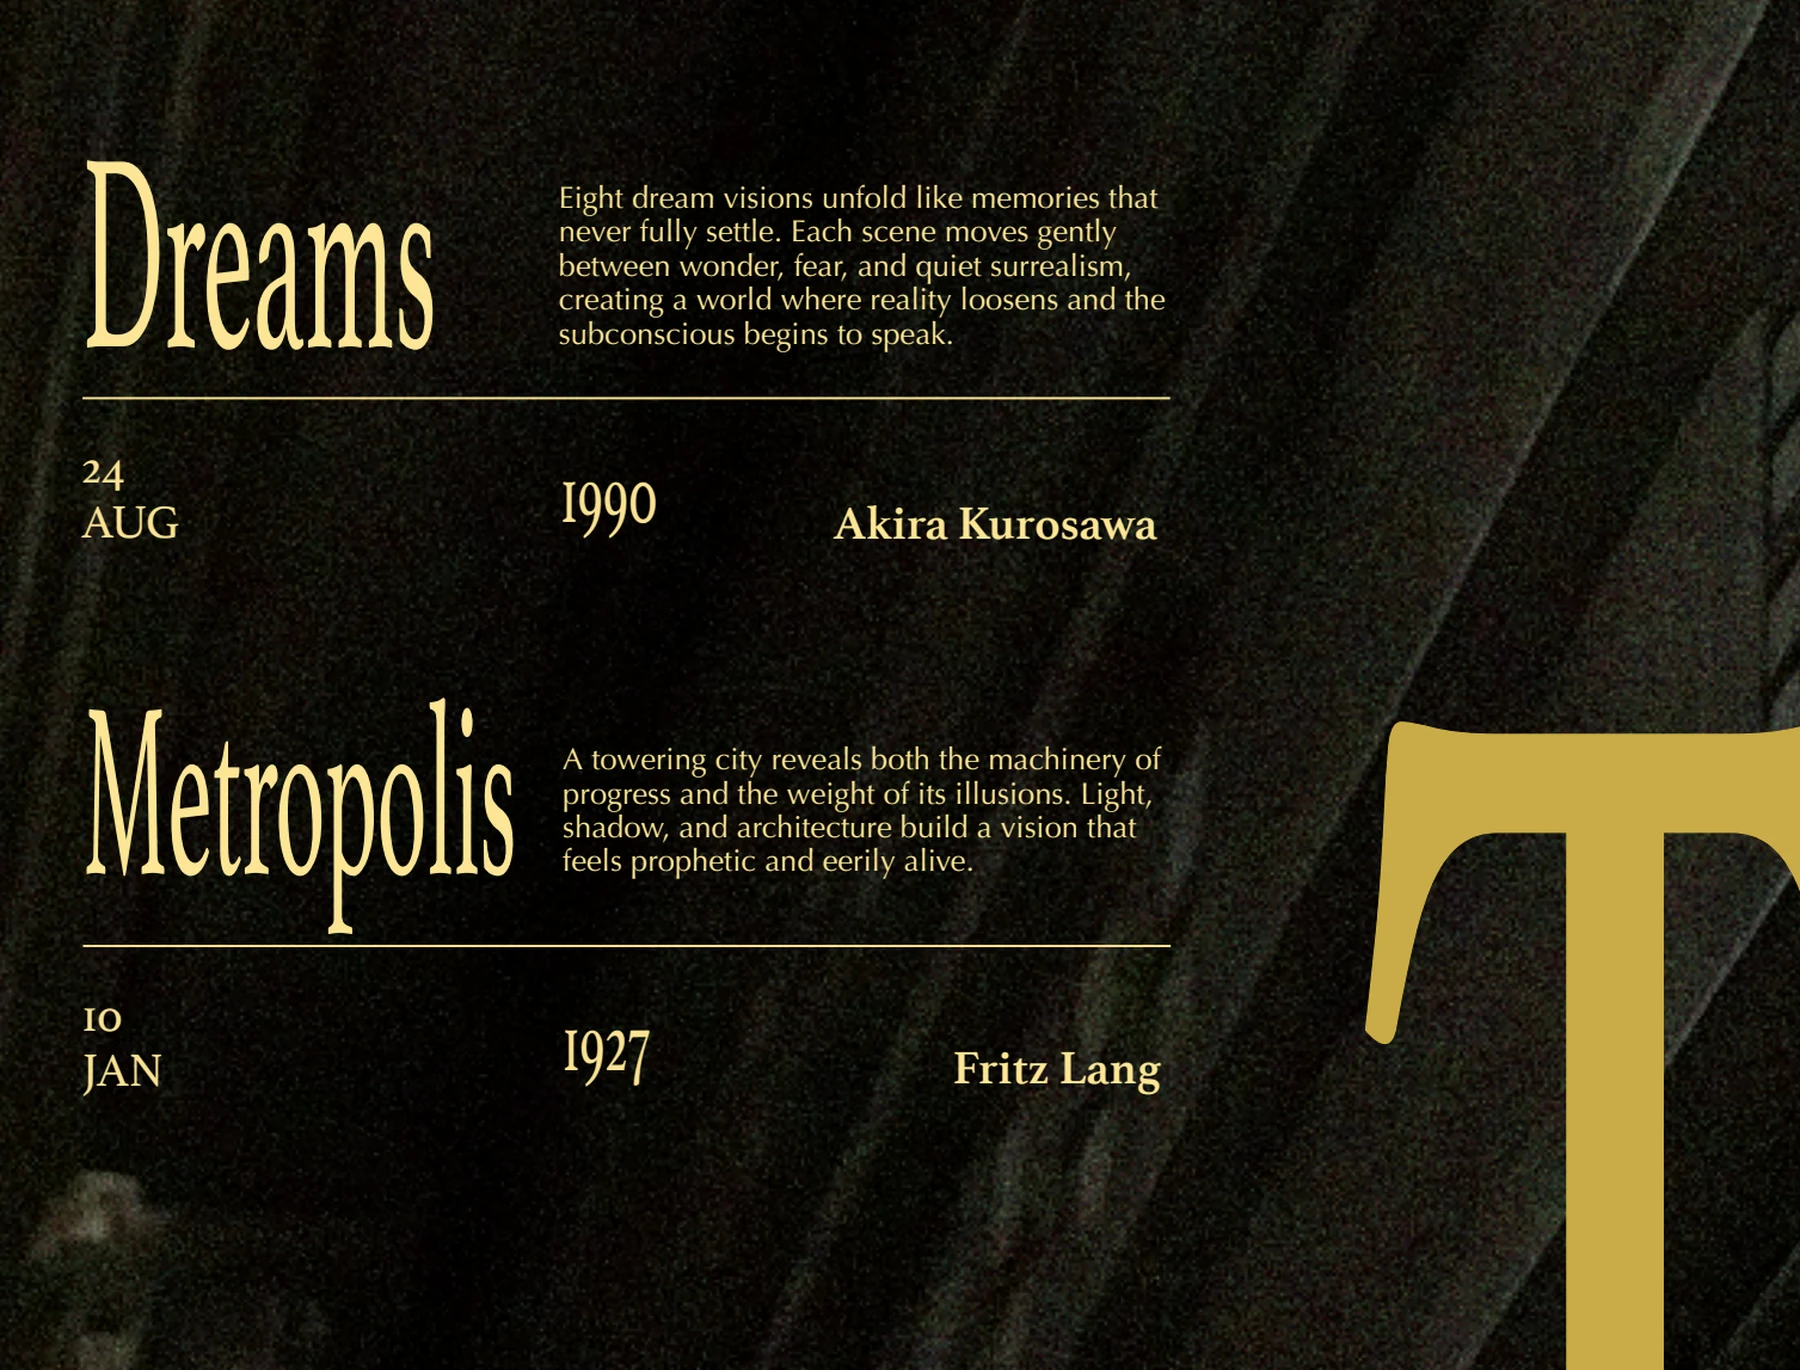 Dreams
Eight dream visions unfold like memories that
never fully settle. Each scene moves gently
between wonder, fear, and quiet surrealism,
creating a world where reality loosens and the
subconscious begins to speak.
24
AUG
1990
Akira Kurosawa
Metropolis
A towering city reveals both the machinery of
progress and the weight of its illusions. Light,
shadow, and architecture build a vision that
feels prophetic and eerily alive.
10
JAN
1927
Fritz Lang
T